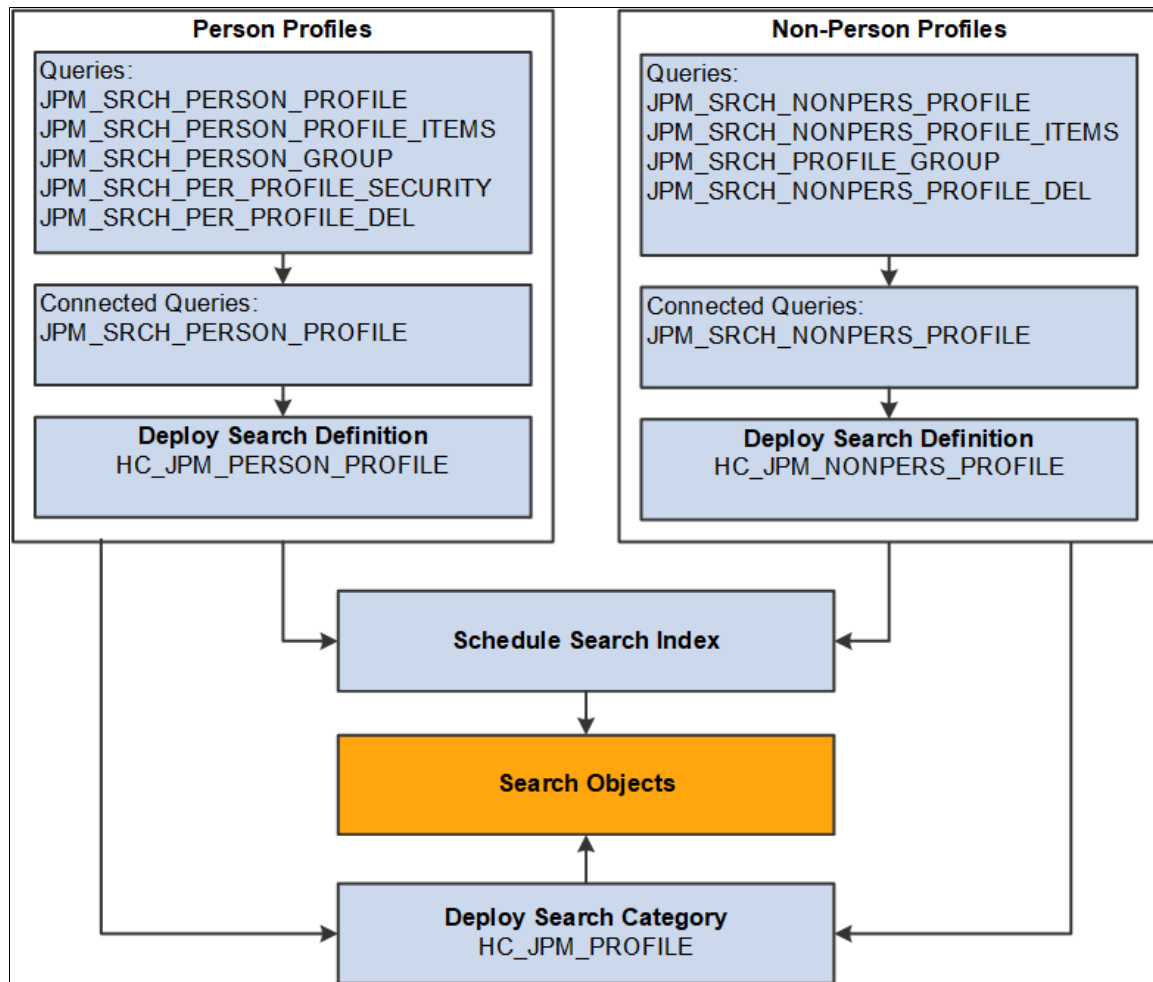 Person Profiles
Queries:
JPM_SRCH_PERSON_PROFILE
JPM_SRCH_PERSON_PROFILE_ITEMS
JPM_SRCH_PERSON_GROUP
JPM_SRCH_PER_PROFILE_SECURITY
JPM_SRCH_PER_PROFILE_DEL
Connected Queries:
JPM_SRCH_PERSON_PROFILE
Deploy Search Definition
HC_JPM_PERSON_PROFILE
Non-Person Profiles
Queries:
JPM_SRCH_NONPERS_PROFILE
JPM_SRCH_NONPERS_PROFILE_ITEMS
JPM_SRCH_PROFILE_GROUP
JPM_SRCH_NONPERS_PROFILE_DEL
Connected Queries:
JPM_SRCH_NONPERS_PROFILE
Deploy Search Definition
HC_JPM_NONPERS_PROFILE
Schedule Search Index
Search Objects
Deploy Search Category
HC_JPM_PROFILE